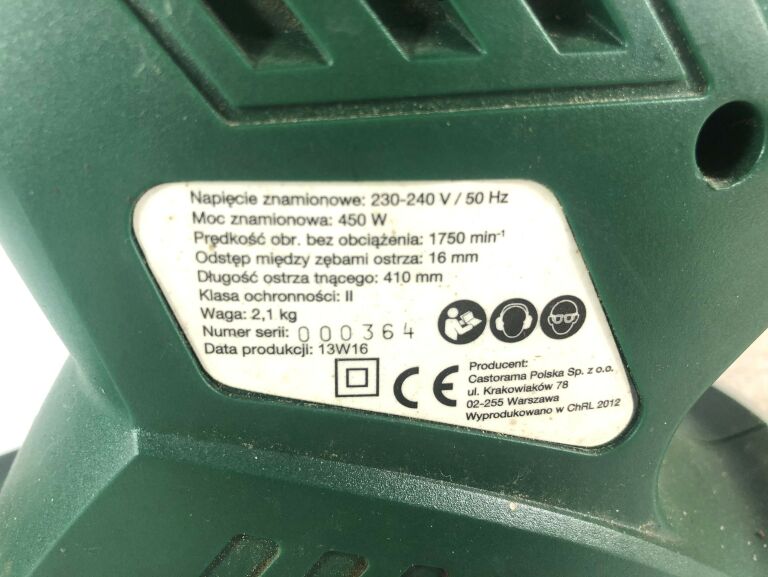 Napięcie znamionowe: 230-240 V / 50 Hz
Moc znamionowa: 450 W
Prędkość obr. bez obciążenia: 1750 min⁻¹
Odstęp między zębami ostrza: 16 mm
Długość ostrza tnącego: 410 mm
Klasa ochronności: II
Waga: 2,1 kg
Numer serii: 000364
Data produkcji: 13W16
CE
Producent:
Castorama Polska Sp. z o.o.
ul. Krakowiaków 78
02-255 Warszawa
Wyprodukowano w ChRL 2012